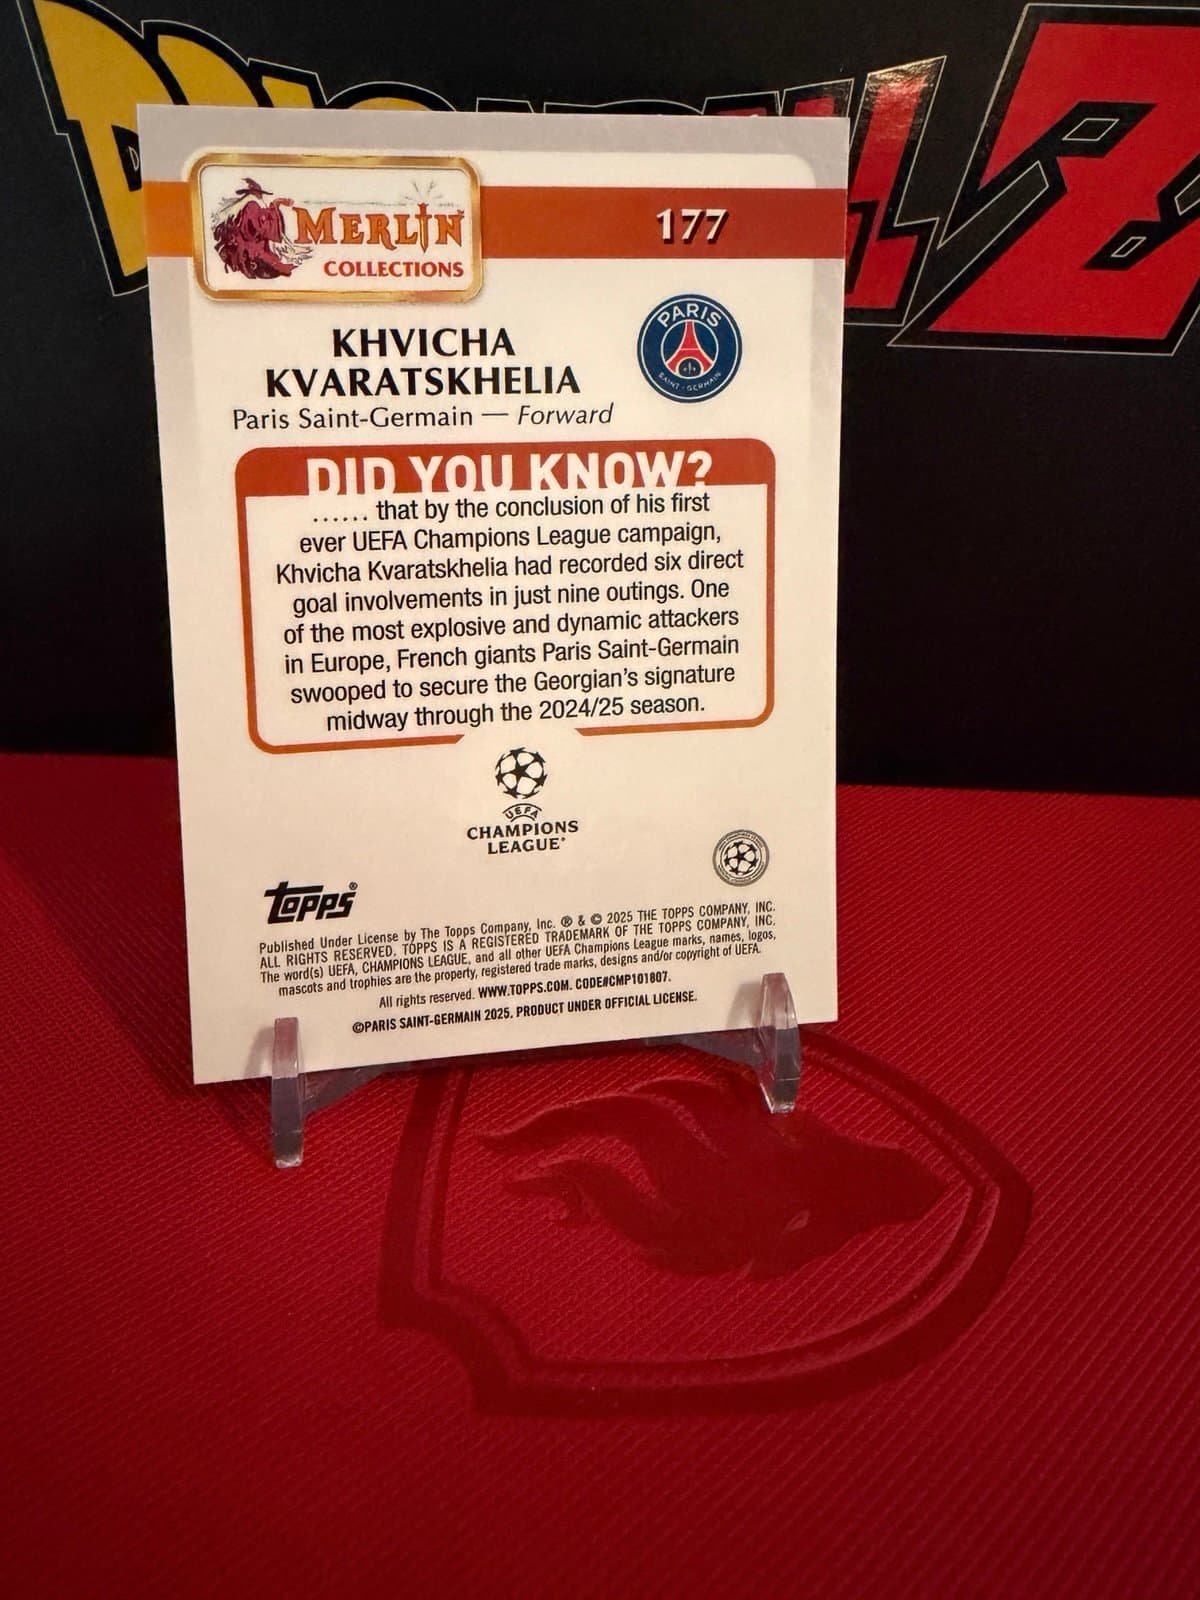 DRAGON BALL Z
MERLIN
COLLECTIONS
177
PARIS
SAINT-GERMAIN
KHVICHA
KVARATSKHELIA
Paris Saint-Germain — Forward
DID YOU KNOW?
...... that by the conclusion of his first
ever UEFA Champions League campaign,
Khvicha Kvaratskhelia had recorded six direct
goal involvements in just nine outings. One
of the most explosive and dynamic attackers
in Europe, French giants Paris Saint-Germain
swooped to secure the Georgian's signature
midway through the 2024/25 season.
UEFA
CHAMPIONS
LEAGUE®
Topps®
Published Under License by The Topps Company, Inc. ® & © 2025 THE TOPPS COMPANY, INC.
ALL RIGHTS RESERVED. TOPPS IS A REGISTERED TRADEMARK OF THE TOPPS COMPANY, INC.
The word(s) UEFA, CHAMPIONS LEAGUE, and all other UEFA Champions League marks, names, logos,
mascots and trophies are the property, registered trade marks, designs and/or copyright of UEFA.
All rights reserved. WWW.TOPPS.COM. CODE#CMP101807.
©PARIS SAINT-GERMAIN 2025. PRODUCT UNDER OFFICIAL LICENSE.